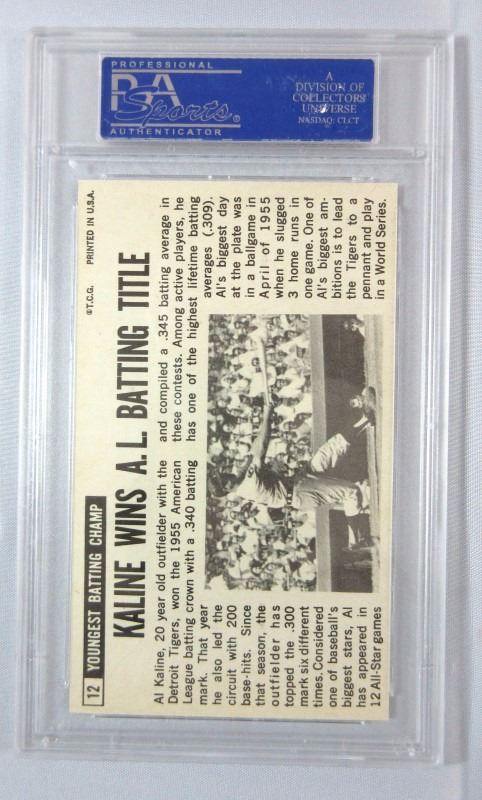 PROFESSIONAL
PSA
Sports®
AUTHENTICATOR
A
DIVISION OF
COLLECTORS
UNIVERSE
NASDAQ: CLCT
12 YOUNGEST BATTING CHAMP
©T.C.G. PRINTED IN U.S.A.
KALINE WINS A. L. BATTING TITLE
Al Kaline, 20 year old outfielder with the
Detroit Tigers, won the 1955 American
League batting crown with a .340 batting
mark. That year
he also led the
circuit with 200
base-hits. Since
that season, the
outfielder has
topped the .300
mark six different
times. Considered
one of baseball's
biggest stars, Al
has appeared in
12 All-Star games
and compiled a .345 batting average in
these contests. Among active players, he
has one of the highest lifetime batting
averages (.309).
Al's biggest day
at the plate was
in a ballgame in
April of 1955
when he slugged
3 home runs in
one game. One of
Al's biggest am-
bitions is to lead
the Tigers to a
pennant and play
in a World Series.